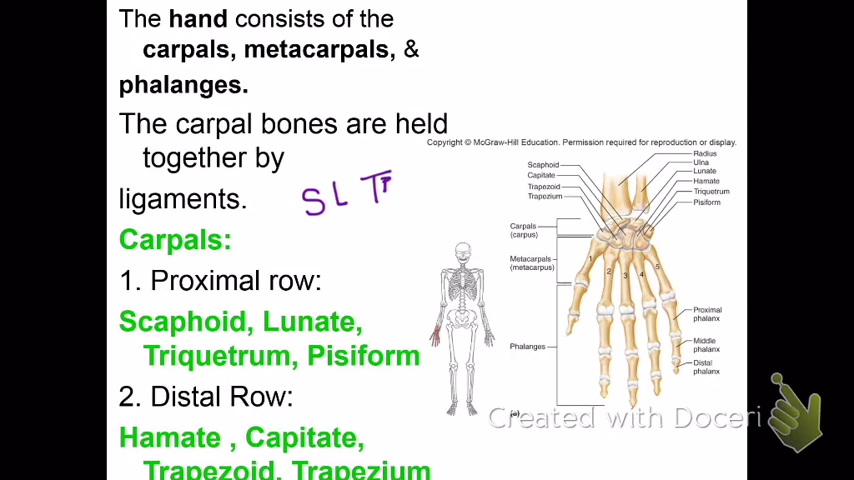 The hand consists of the
carpals, metacarpals, &
phalanges.
The carpal bones are held
together by
ligaments.
S L T P
Carpals:
1. Proximal row:
Scaphoid, Lunate,
Triquetrum, Pisiform
2. Distal Row:
Hamate , Capitate,
Trapezoid, Trapezium
Copyright © McGraw-Hill Education. Permission required for reproduction or display.
Scaphoid
Capitate
Trapezoid
Trapezium
Carpals
(carpus)
Metacarpals
(metacarpus)
Phalanges
Radius
Ulna
Lunate
Hamate
Triquetrum
Pisiform
1
2
3
4
5
Proximal
phalanx
Middle
phalanx
Distal
phalanx
(a)
Created with Doceri